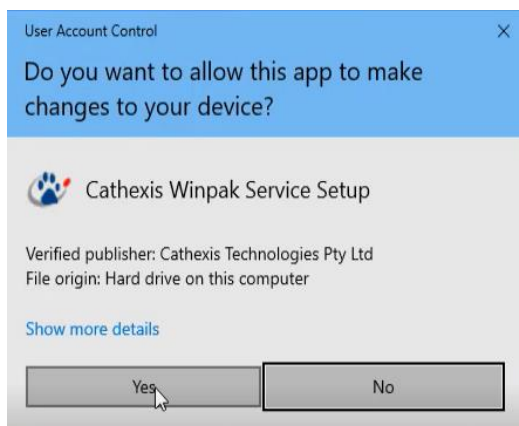 User Account Control
Do you want to allow this app to make
changes to your device?
Cathexis Winpak Service Setup
Verified publisher: Cathexis Technologies Pty Ltd
File origin: Hard drive on this computer
Show more details
Yes
No